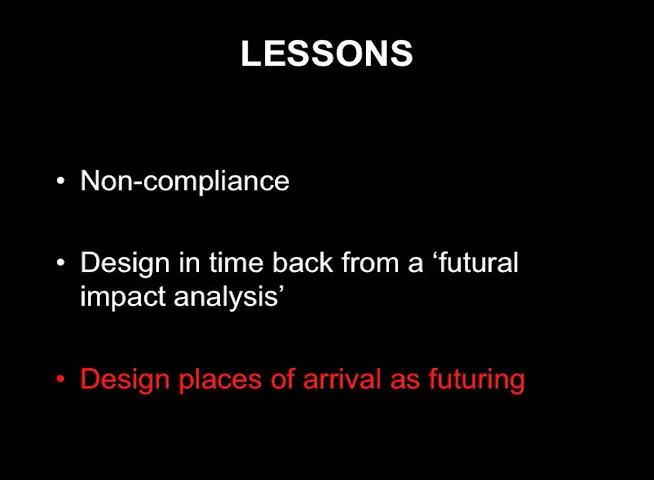 LESSONS
• Non-compliance
• Design in time back from a ‘futural
impact analysis’
• Design places of arrival as futuring